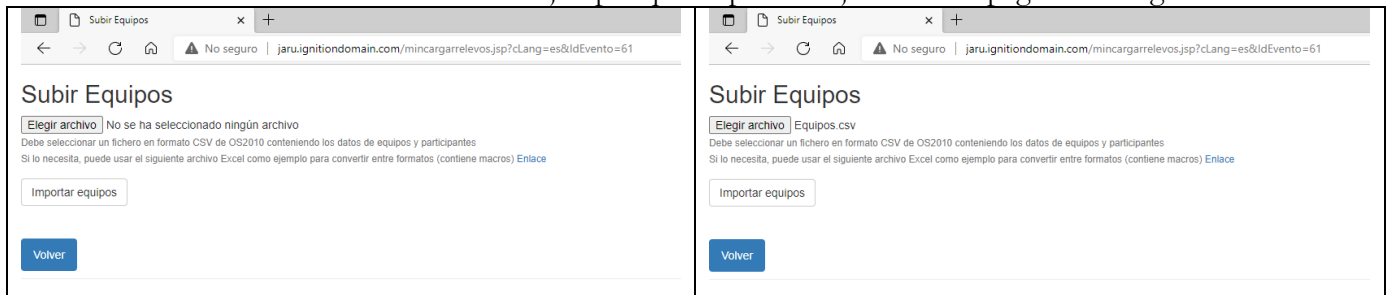 Subir Equipos
No seguro | jaru.ignitiondomain.com/mincargarrelevos.jsp?cLang=es&IdEvento=61
Subir Equipos
Elegir archivo No se ha seleccionado ningún archivo
Debe seleccionar un fichero en formato CSV de OS2010 conteniendo los datos de equipos y participantes
Si lo necesita, puede usar el siguiente archivo Excel como ejemplo para convertir entre formatos (contiene macros) Enlace
Importar equipos
Volver
Subir Equipos
No seguro | jaru.ignitiondomain.com/mincargarrelevos.jsp?cLang=es&IdEvento=61
Subir Equipos
Elegir archivo Equipos.csv
Debe seleccionar un fichero en formato CSV de OS2010 conteniendo los datos de equipos y participantes
Si lo necesita, puede usar el siguiente archivo Excel como ejemplo para convertir entre formatos (contiene macros) Enlace
Importar equipos
Volver